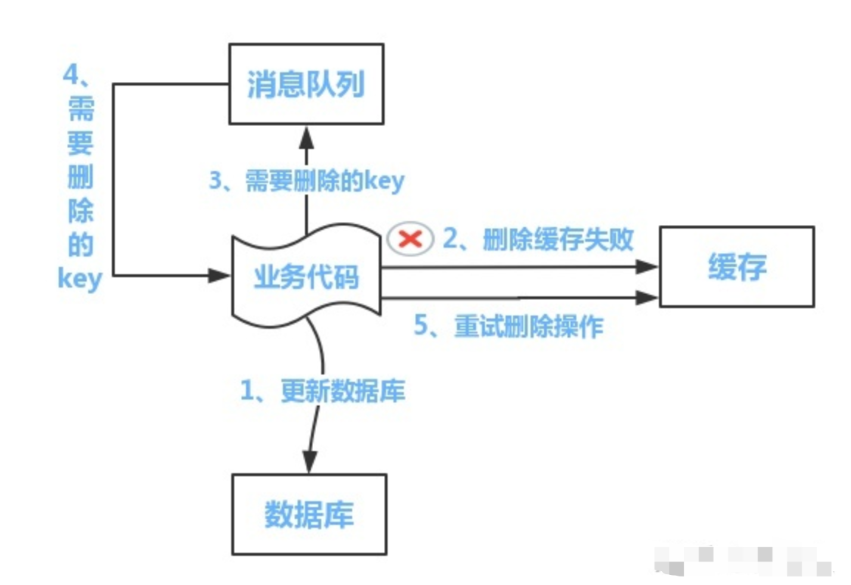 消息队列
4、需要删除的key
3、需要删除的key
业务代码
2、删除缓存失败
缓存
5、重试删除操作
1、更新数据库
数据库